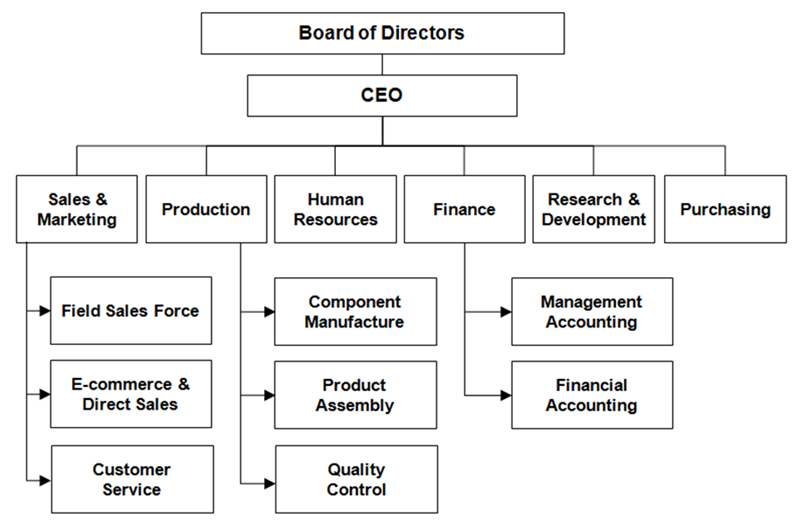 Board of Directors
CEO
Sales &
Marketing
Production
Human
Resources
Finance
Research &
Development
Purchasing
Field Sales Force
Component
Manufacture
Management
Accounting
E-commerce &
Direct Sales
Product
Assembly
Financial
Accounting
Customer
Service
Quality
Control